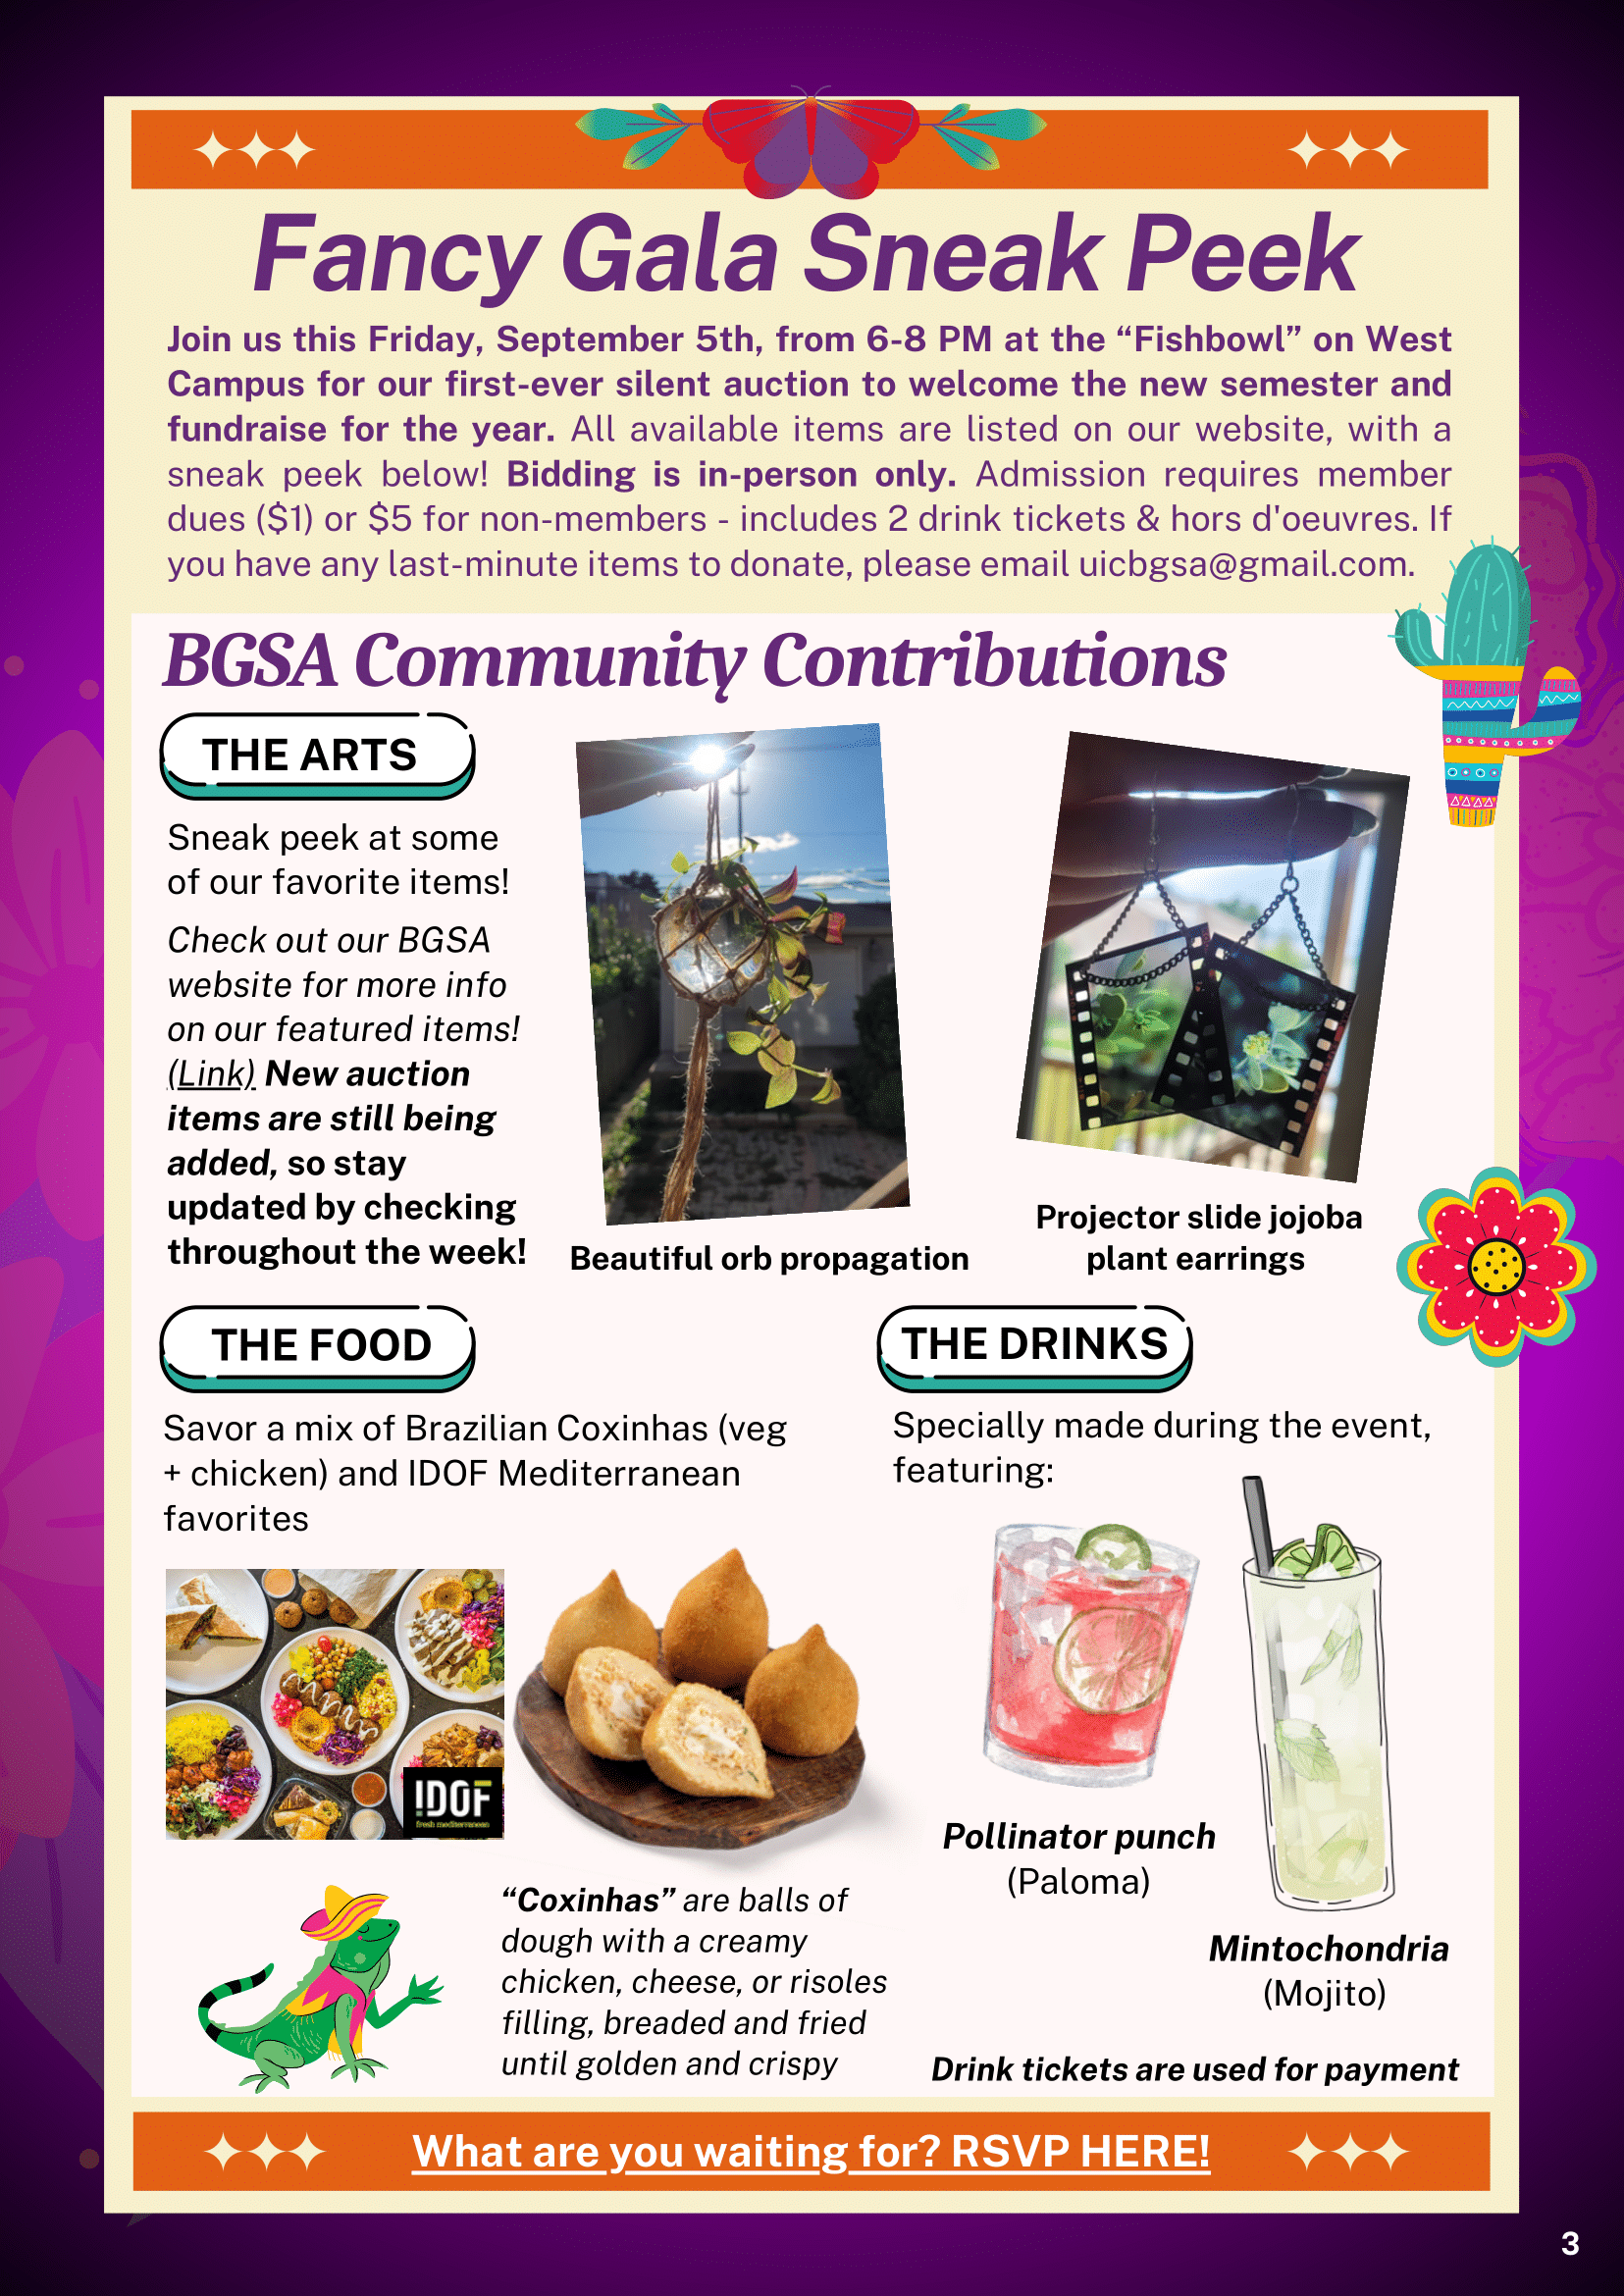 Fancy Gala Sneak Peek
Join us this Friday, September 5th, from 6-8 PM at the “Fishbowl” on West
Campus for our first-ever silent auction to welcome the new semester and
fundraise for the year. All available items are listed on our website, with a
sneak peek below! Bidding is in-person only. Admission requires member
dues ($1) or $5 for non-members - includes 2 drink tickets & hors d'oeuvres. If
you have any last-minute items to donate, please email uicbgsa@gmail.com.
BGSA Community Contributions
THE ARTS
Sneak peek at some
of our favorite items!
Check out our BGSA
website for more info
on our featured items!
(Link) New auction
items are still being
added, so stay
updated by checking
throughout the week!
Beautiful orb propagation
Projector slide jojoba
plant earrings
THE FOOD
Savor a mix of Brazilian Coxinhas (veg
+ chicken) and IDOF Mediterranean
favorites
IDOF
fresh mediterranean
“Coxinhas” are balls of
dough with a creamy
chicken, cheese, or risoles
filling, breaded and fried
until golden and crispy
THE DRINKS
Specially made during the event,
featuring:
Pollinator punch
(Paloma)
Mintochondria
(Mojito)
Drink tickets are used for payment
What are you waiting for? RSVP HERE!
3